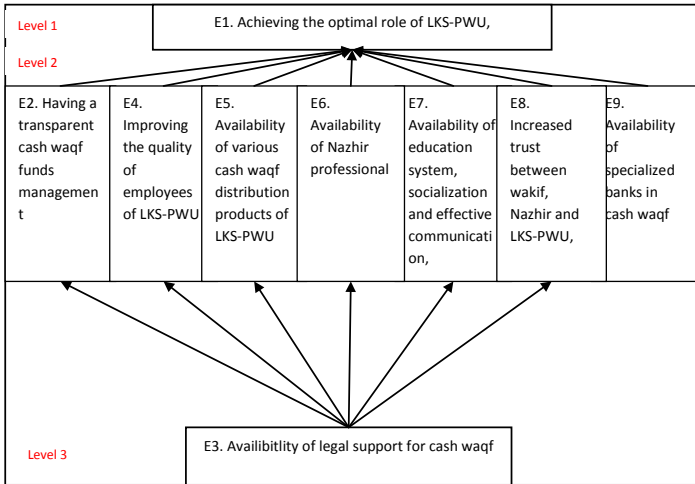 Level 1
E1. Achieving the optimal role of LKS-PWU,
Level 2
E2. Having a
transparent
cash waqf
funds
managemen
t
E4.
Improving
the quality
of
employees
of LKS-PWU
E5.
Availability
of various
cash waqf
distribution
products of
LKS-PWU
E6.
Availability
of Nazhir
professional
E7.
Availability of
education
system,
socialization
and effective
communicati
on,
E8.
Increased
trust
between
wakif,
Nazhir and
LKS-PWU,
E9.
Availability
of
specialized
banks in
cash waqf
E3. Availibitlity of legal support for cash waqf
Level 3